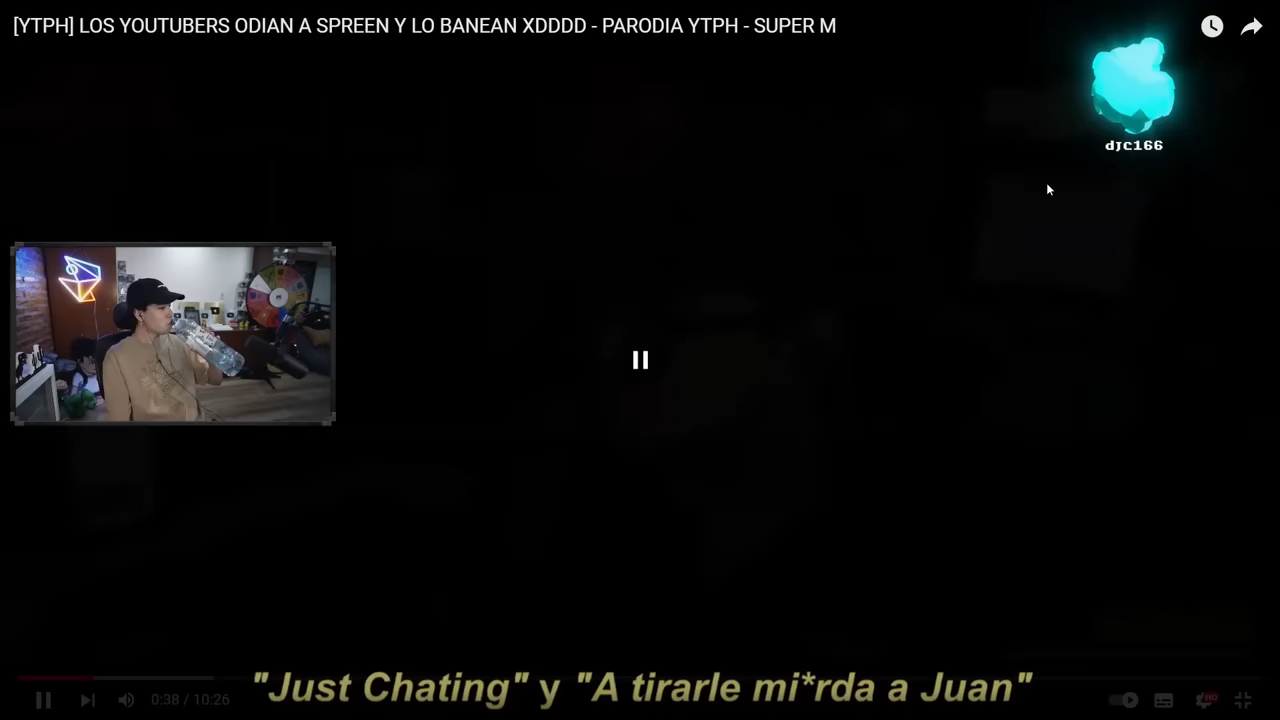 [YTPH] LOS YOUTUBERS ODIAN A SPREEN Y LO BANEAN XDDDD - PARODIA YTPH - SUPER M
djc166
"Just Chating" y "A tirarle mi*rda a Juan"
0:38 / 10:26
HD